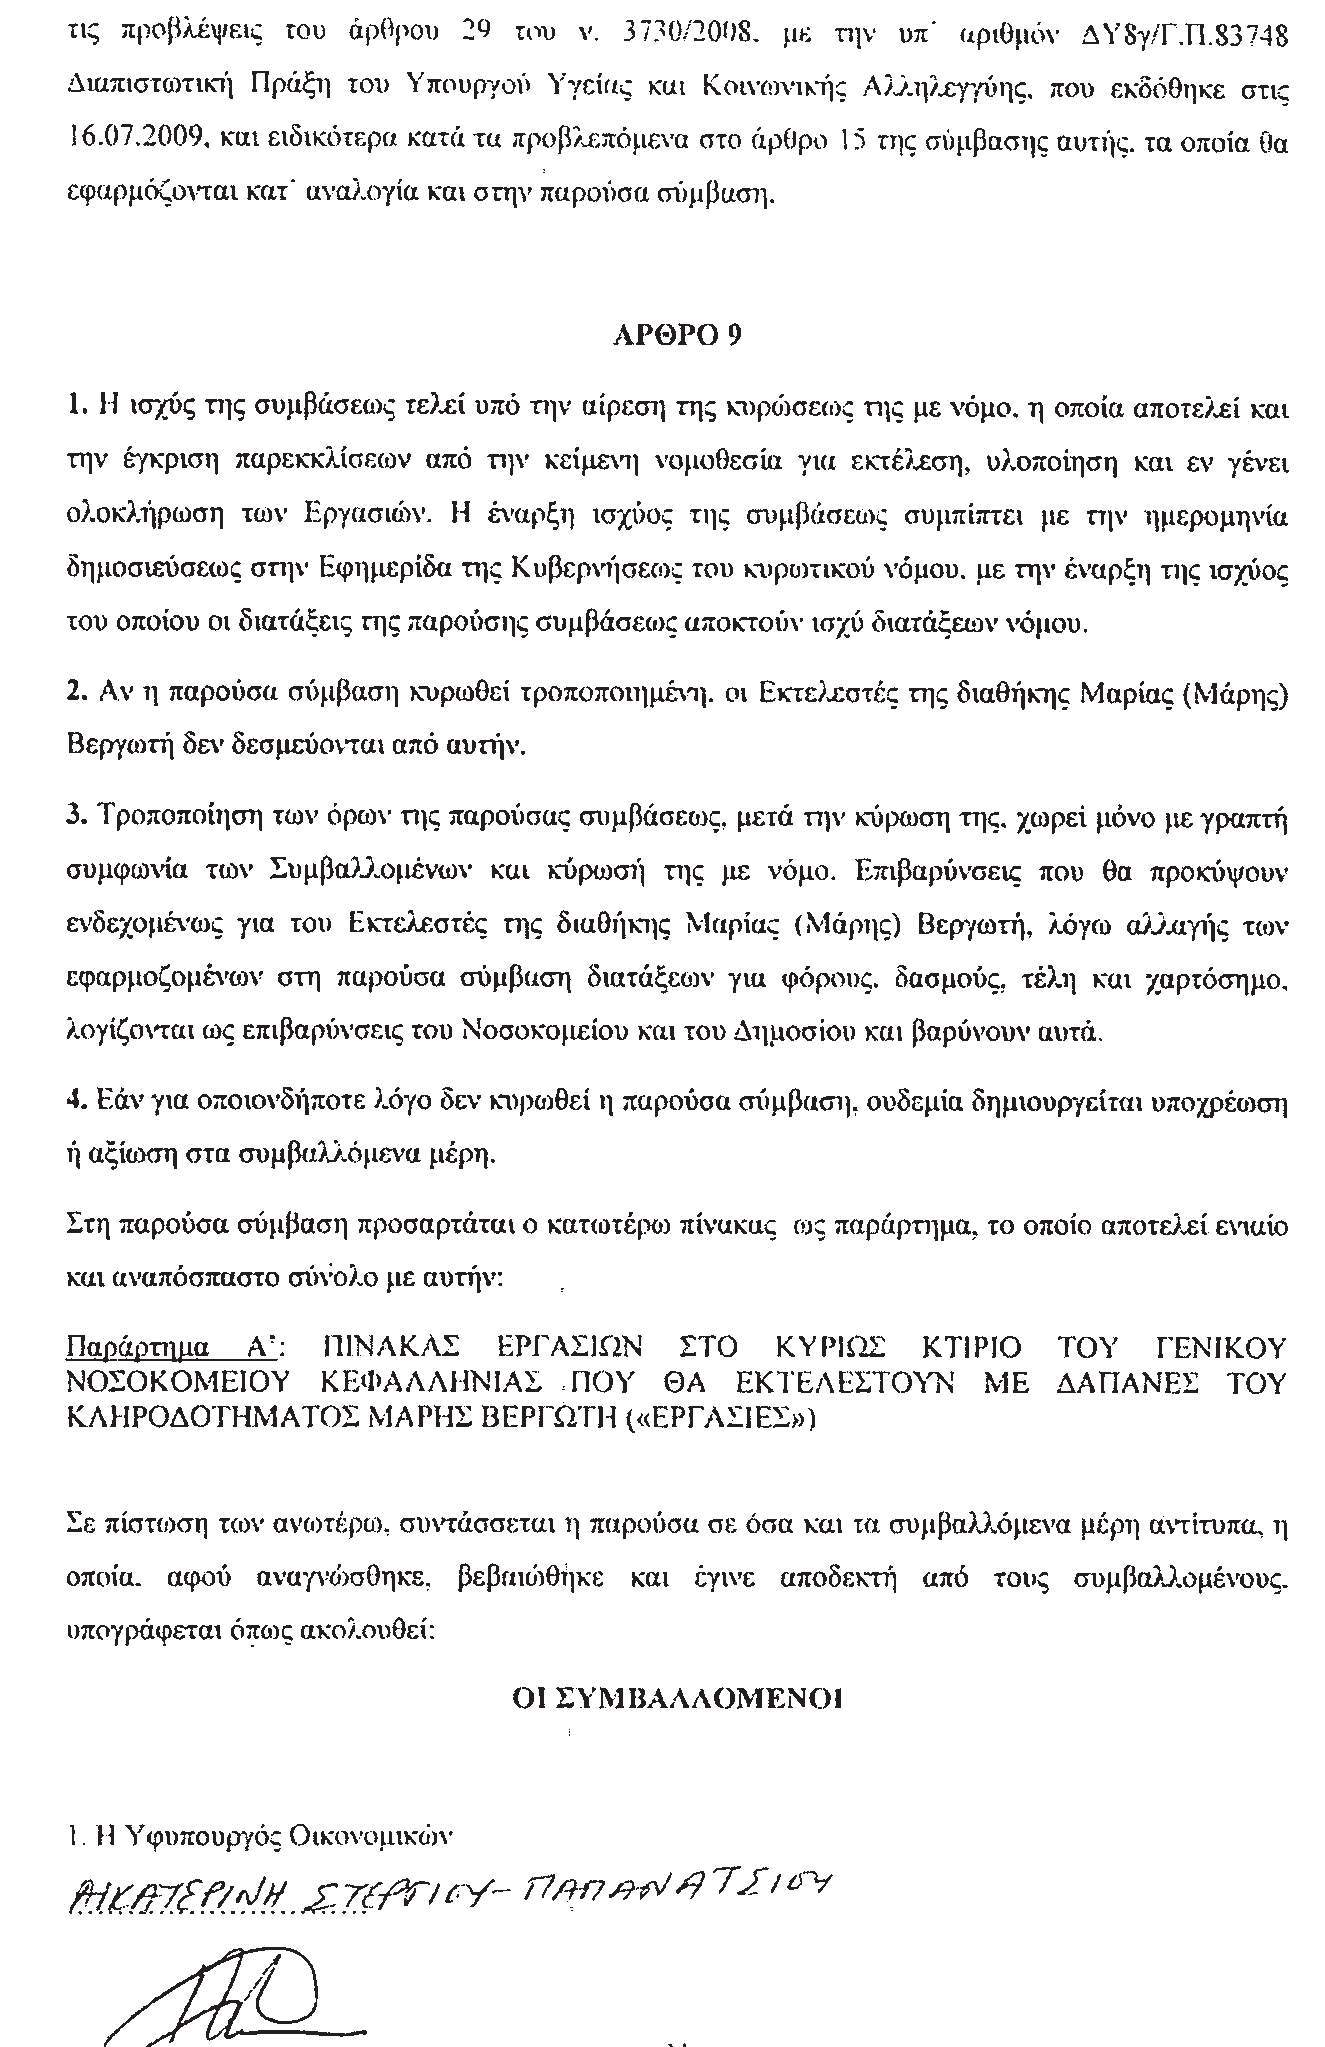 τις προβλέψεις του άρθρου 29 του ν. 3730/2008, με την υπ' αριθμόν ΔΥ8γ/Γ.Π.83748
Διαπιστωτική Πράξη του Υπουργού Υγείας και Κοινωνικής Αλληλεγγύης, που εκδόθηκε στις
16.07.2009, και ειδικότερα κατά τα προβλεπόμενα στο άρθρο 15 της σύμβασης αυτής, τα οποία θα
εφαρμόζονται κατ' αναλογία και στην παρούσα σύμβαση.
ΑΡΘΡΟ 9
1. Η ισχύς της συμβάσεως τελεί υπό την αίρεση της κυρώσεως της με νόμο, η οποία αποτελεί και
την έγκριση παρεκκλίσεων από την κείμενη νομοθεσία για εκτέλεση, υλοποίηση και εν γένει
ολοκλήρωση των Εργασιών. Η έναρξη ισχύος της συμβάσεως συμπίπτει με την ημερομηνία
δημοσιεύσεως στην Εφημερίδα της Κυβερνήσεως του κυρωτικού νόμου, με την έναρξη της ισχύος
του οποίου οι διατάξεις της παρούσης συμβάσεως αποκτούν ισχύ διατάξεων νόμου.
2. Αν η παρούσα σύμβαση κυρωθεί τροποποιημένη, οι Εκτελεστές της διαθήκης Μαρίας (Μάρης)
Βεργωτή δεν δεσμεύονται από αυτήν.
3. Τροποποίηση των όρων της παρούσας συμβάσεως, μετά την κύρωση της, χωρεί μόνο με γραπτή
συμφωνία των Συμβαλλομένων και κύρωσή της με νόμο. Επιβαρύνσεις που θα προκύψουν
ενδεχομένως για του Εκτελεστές της διαθήκης Μαρίας (Μάρης) Βεργωτή, λόγω αλλαγής των
εφαρμοζομένων στη παρούσα σύμβαση διατάξεων για φόρους, δασμούς, τέλη και χαρτόσημο,
λογίζονται ως επιβαρύνσεις του Νοσοκομείου και του Δημοσίου και βαρύνουν αυτά.
4. Εάν για οποιονδήποτε λόγο δεν κυρωθεί η παρούσα σύμβαση, ουδεμία δημιουργείται υποχρέωση
ή αξίωση στα συμβαλλόμενα μέρη.
Στη παρούσα σύμβαση προσαρτάται ο κατωτέρω πίνακας ως παράρτημα, το οποίο αποτελεί ενιαίο
και αναπόσπαστο σύνολο με αυτήν:
Παράρτημα Α': ΠΙΝΑΚΑΣ ΕΡΓΑΣΙΩΝ ΣΤΟ ΚΥΡΙΩΣ ΚΤΙΡΙΟ ΤΟΥ ΓΕΝΙΚΟΥ
ΝΟΣΟΚΟΜΕΙΟΥ ΚΕΦΑΛΛΗΝΙΑΣ ΠΟΥ ΘΑ ΕΚΤΕΛΕΣΤΟΥΝ ΜΕ ΔΑΠΑΝΕΣ ΤΟΥ
ΚΛΗΡΟΔΟΤΗΜΑΤΟΣ ΜΑΡΗΣ ΒΕΡΓΩΤΗ («ΕΡΓΑΣΙΕΣ»)
Σε πίστωση των ανωτέρω, συντάσσεται η παρούσα σε όσα και τα συμβαλλόμενα μέρη αντίτυπα, η
οποία, αφού αναγνώσθηκε, βεβαιώθηκε και έγινε αποδεκτή από τους συμβαλλομένους,
υπογράφεται όπως ακολουθεί:
ΟΙ ΣΥΜΒΑΛΛΟΜΕΝΟΙ
1. Η Υφυπουργός Οικονομικών
ΑΙΚΑΤΕΡΙΝΗ ΣΤΕΡΓΙΟΥ-ΠΑΠΑΝΑΤΣΙΟΥ